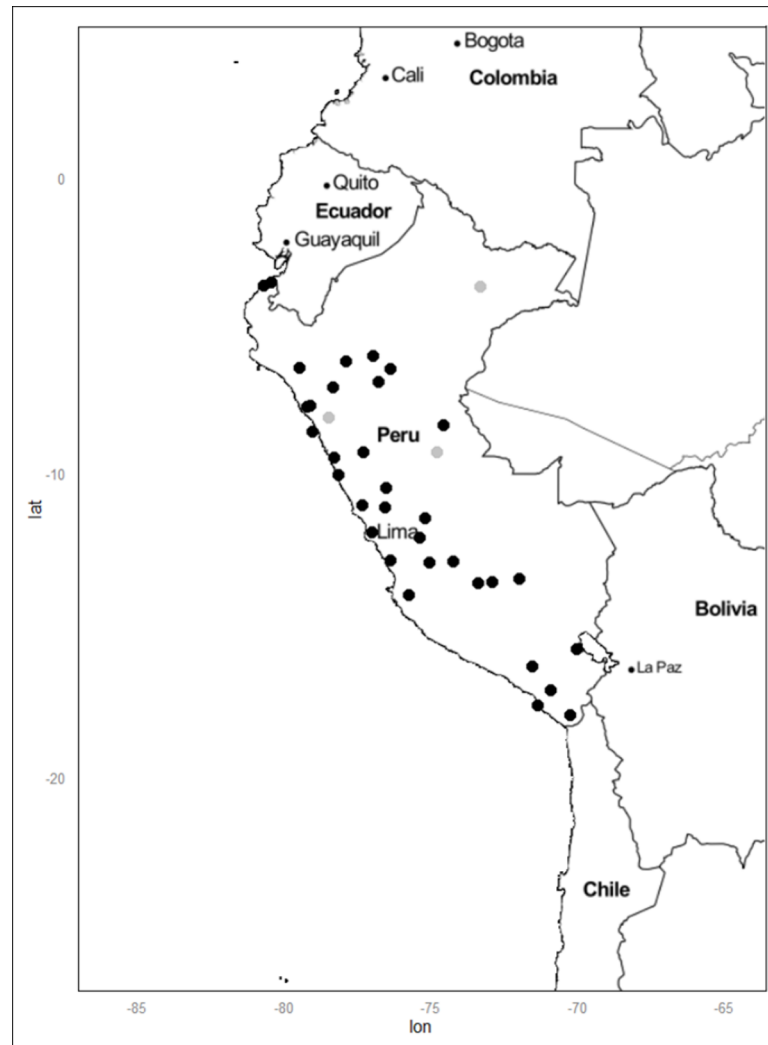 Bogota
Cali
Colombia
0
Quito
Ecuador
Guayaquil
Peru
-10
lat
Lima
Bolivia
La Paz
-20
Chile
-85
-80
-75
-70
-65
lon